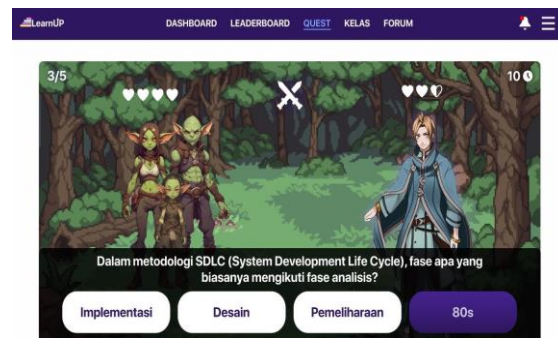 LearnUP DASHBOARD LEADERBOARD QUEST KELAS FORUM
3/5 10
Dalam metodologi SDLC (System Development Life Cycle), fase apa yang
biasanya mengikuti fase analisis?
Implementasi Desain Pemeliharaan 80s